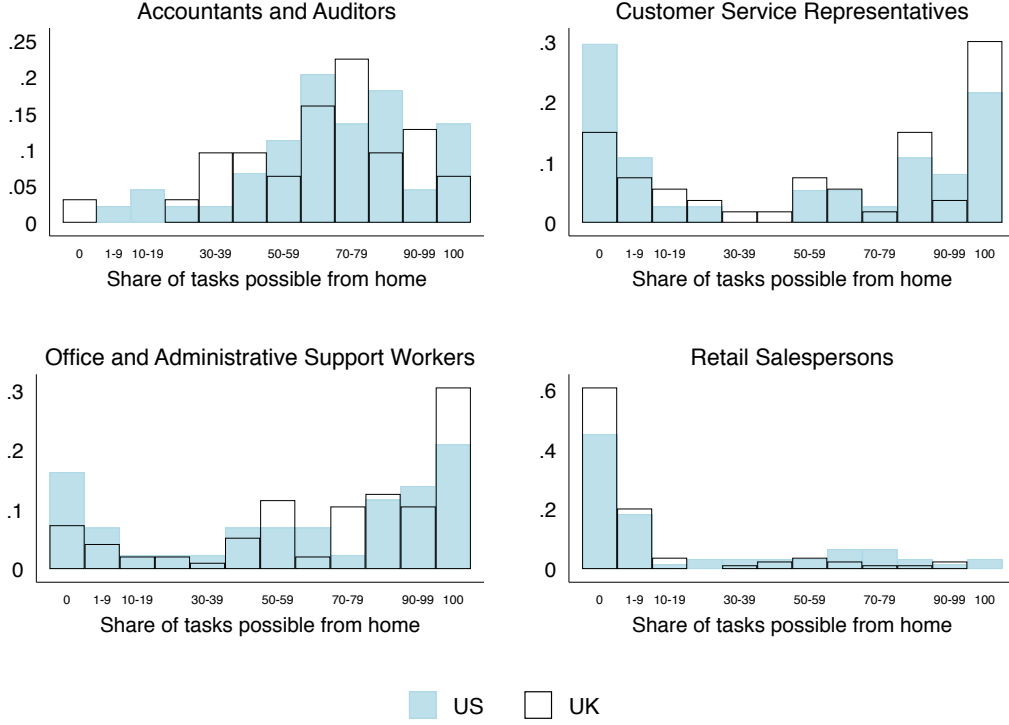 Accountants and Auditors
.25
.2
.15
.1
.05
0
0 1-9 10-19 30-39 50-59 70-79 90-99 100
Share of tasks possible from home
Customer Service Representatives
.3
.2
.1
0
0 1-9 10-19 30-39 50-59 70-79 90-99 100
Share of tasks possible from home
Office and Administrative Support Workers
.3
.2
.1
0
0 1-9 10-19 30-39 50-59 70-79 90-99 100
Share of tasks possible from home
Retail Salespersons
.6
.4
.2
0
0 1-9 10-19 30-39 50-59 70-79 90-99 100
Share of tasks possible from home
US UK